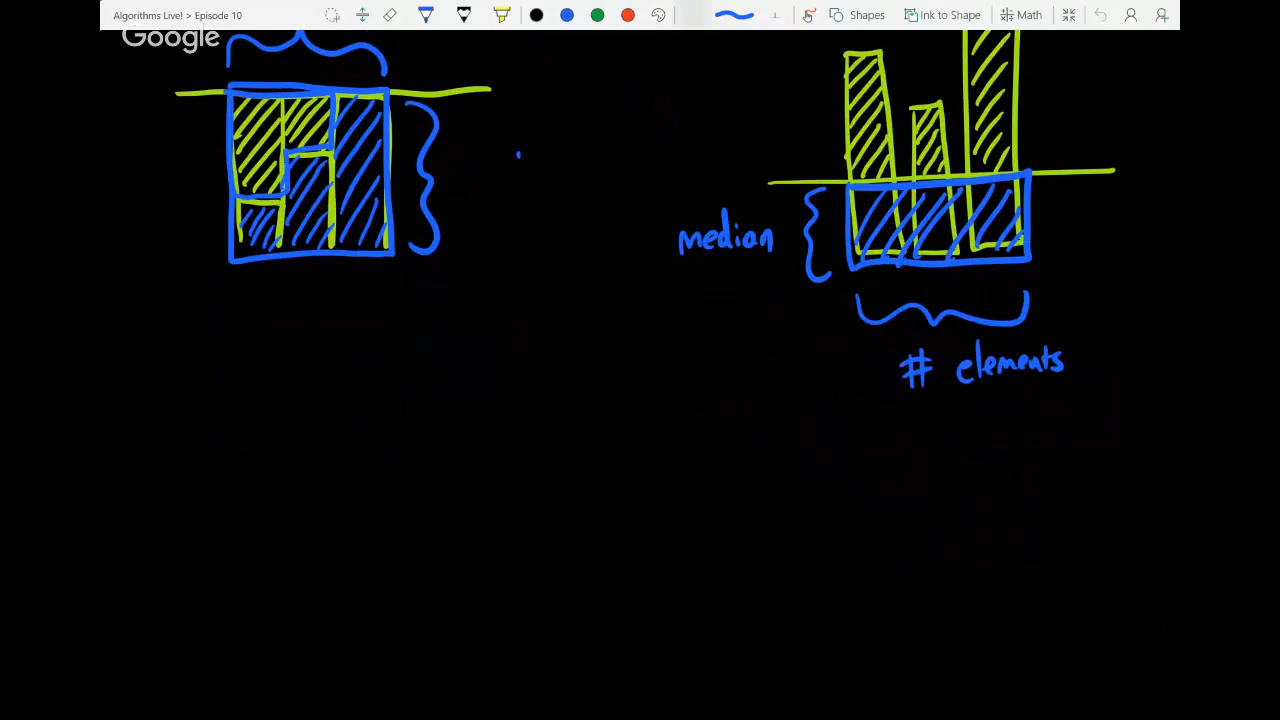 Algorithms Live! > Episode 10
Shapes
Ink to Shape
Math
Google
median
# elements